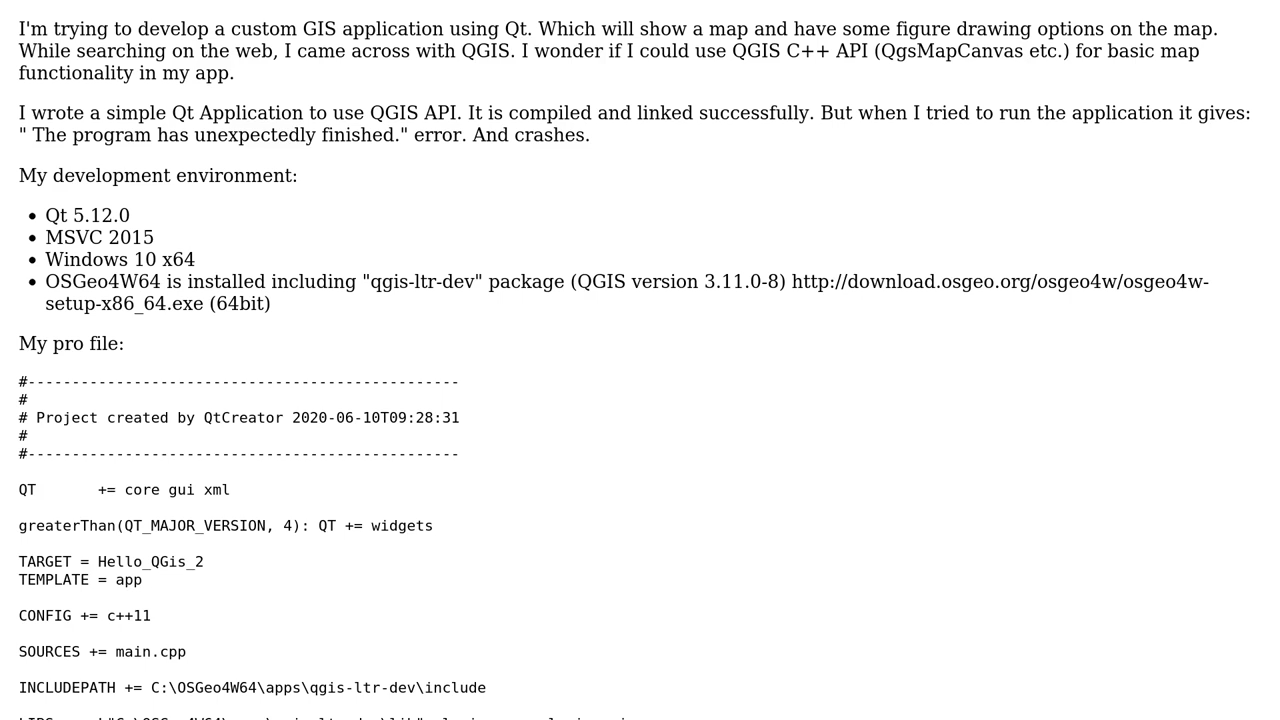 I'm trying to develop a custom GIS application using Qt. Which will show a map and have some figure drawing options on the map.
While searching on the web, I came across with QGIS. I wonder if I could use QGIS C++ API (QgsMapCanvas etc.) for basic map
functionality in my app.
I wrote a simple Qt Application to use QGIS API. It is compiled and linked successfully. But when I tried to run the application it gives:
" The program has unexpectedly finished." error. And crashes.
My development environment:
• Qt 5.12.0
• MSVC 2015
• Windows 10 x64
• OSGeo4W64 is installed including "qgis-ltr-dev" package (QGIS version 3.11.0-8) http://download.osgeo.org/osgeo4w/osgeo4w-
setup-x86_64.exe (64bit)
My pro file:
#-------------------------------------------------
#
# Project created by QtCreator 2020-06-10T09:28:31
#
#-------------------------------------------------
QT       += core gui xml
greaterThan(QT_MAJOR_VERSION, 4): QT += widgets
TARGET = Hello_QGis_2
TEMPLATE = app
CONFIG += c++11
SOURCES += main.cpp
INCLUDEPATH += C:\OSGeo4W64\apps\qgis-ltr-dev\include